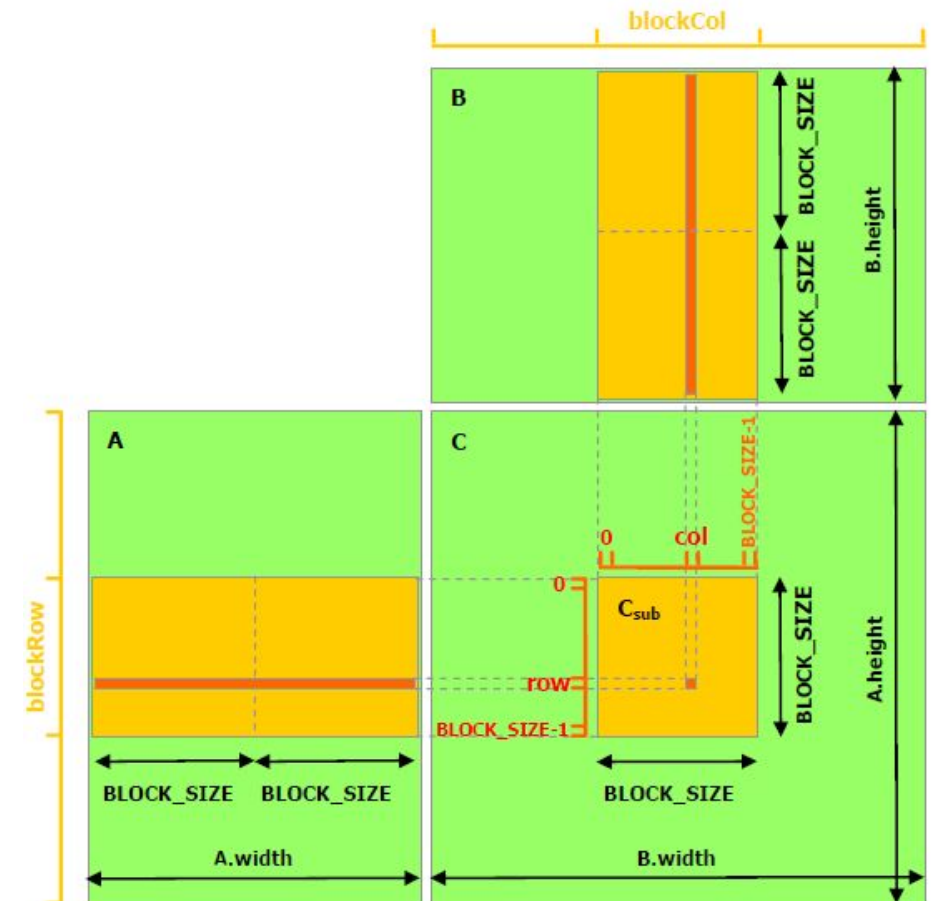 blockCol
B
BLOCK_SIZE
B.height
BLOCK_SIZE
A
C
BLOCK_SIZE-1
0
col
blockRow
0
Csub
BLOCK_SIZE
A.height
row
BLOCK_SIZE-1
BLOCK_SIZE
BLOCK_SIZE
BLOCK_SIZE
A.width
B.width